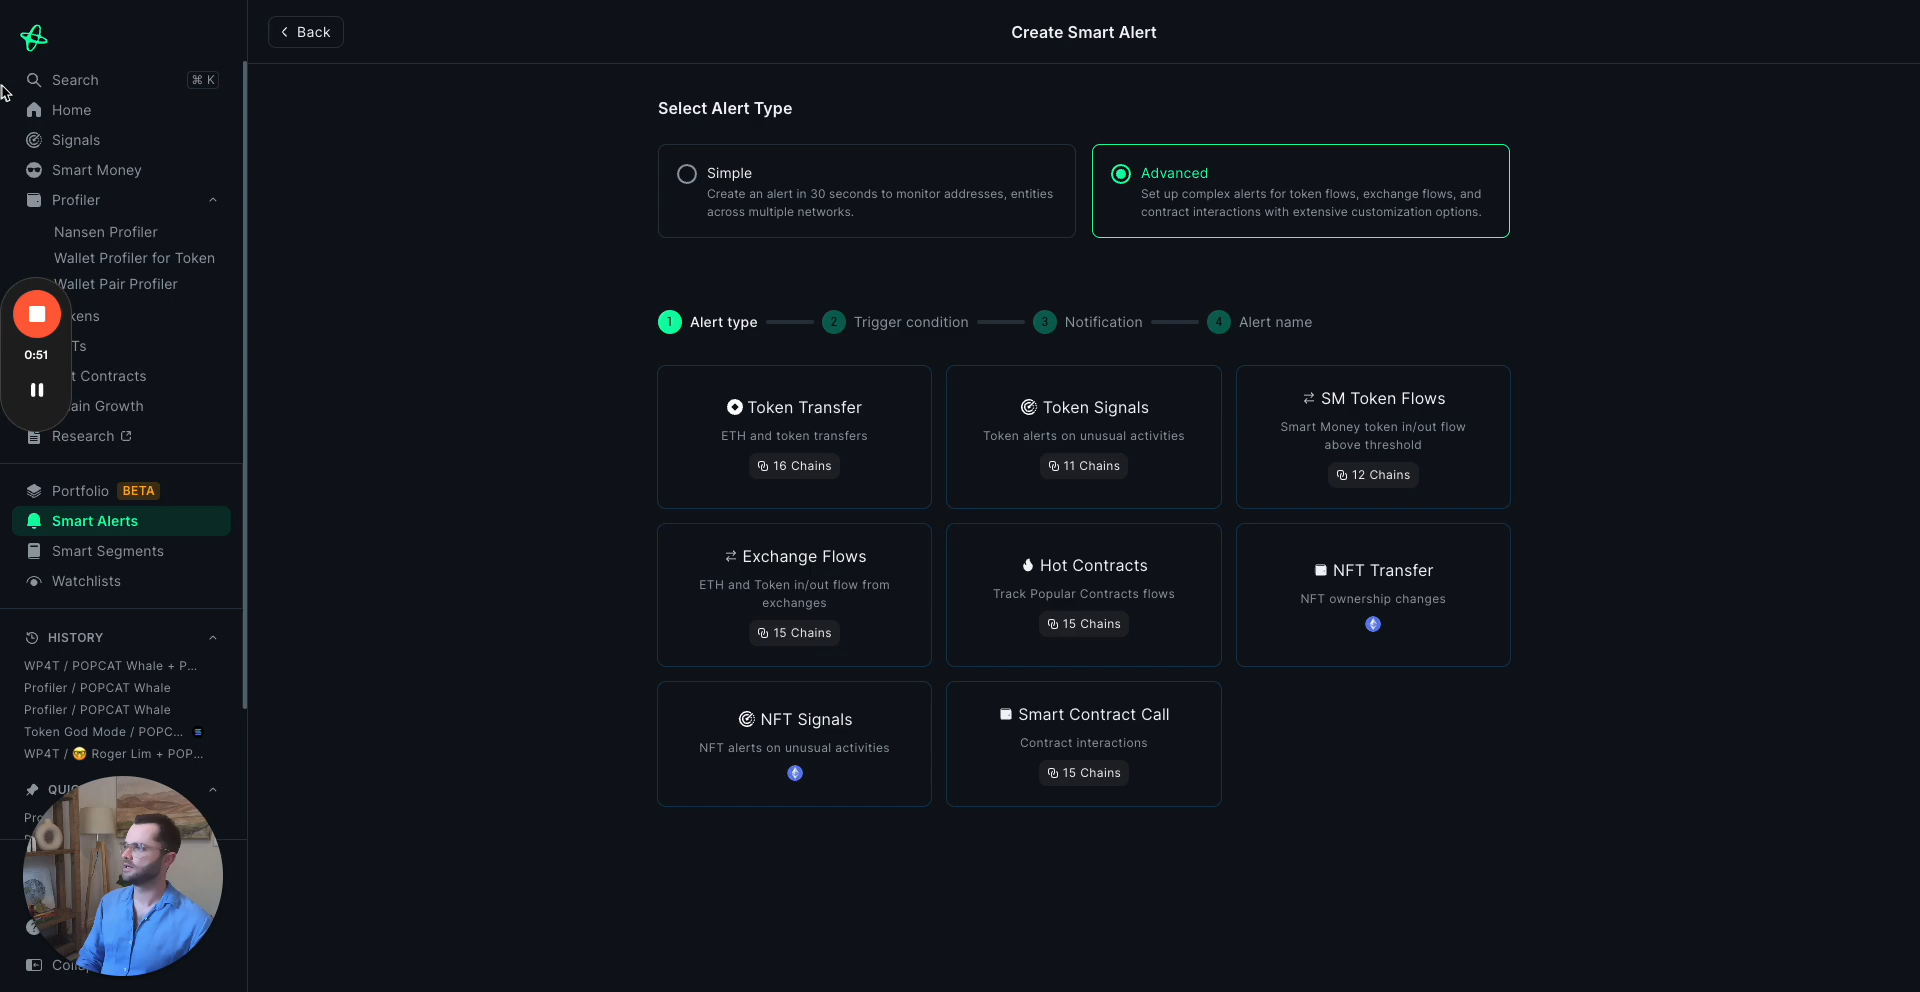 Search
⌘ K
Home
Signals
Smart Money
Profiler
Nansen Profiler
Wallet Profiler for Token
Wallet Pair Profiler
kens
Ts
t Contracts
ain Growth
Research
0:51
Portfolio BETA
Smart Alerts
Smart Segments
Watchlists
HISTORY
WP4T / POPCAT Whale + P...
Profiler / POPCAT Whale
Profiler / POPCAT Whale
Token God Mode / POPC...
WP4T / 🤓 Roger Lim + POP...
QUIC
Pro
Back
Create Smart Alert
Select Alert Type
Simple
Create an alert in 30 seconds to monitor addresses, entities
across multiple networks.
Advanced
Set up complex alerts for token flows, exchange flows, and
contract interactions with extensive customization options.
1 Alert type
2 Trigger condition
3 Notification
4 Alert name
Token Transfer
ETH and token transfers
16 Chains
Token Signals
Token alerts on unusual activities
11 Chains
SM Token Flows
Smart Money token in/out flow
above threshold
12 Chains
Exchange Flows
ETH and Token in/out flow from
exchanges
15 Chains
Hot Contracts
Track Popular Contracts flows
15 Chains
NFT Transfer
NFT ownership changes
NFT Signals
NFT alerts on unusual activities
Smart Contract Call
Contract interactions
15 Chains